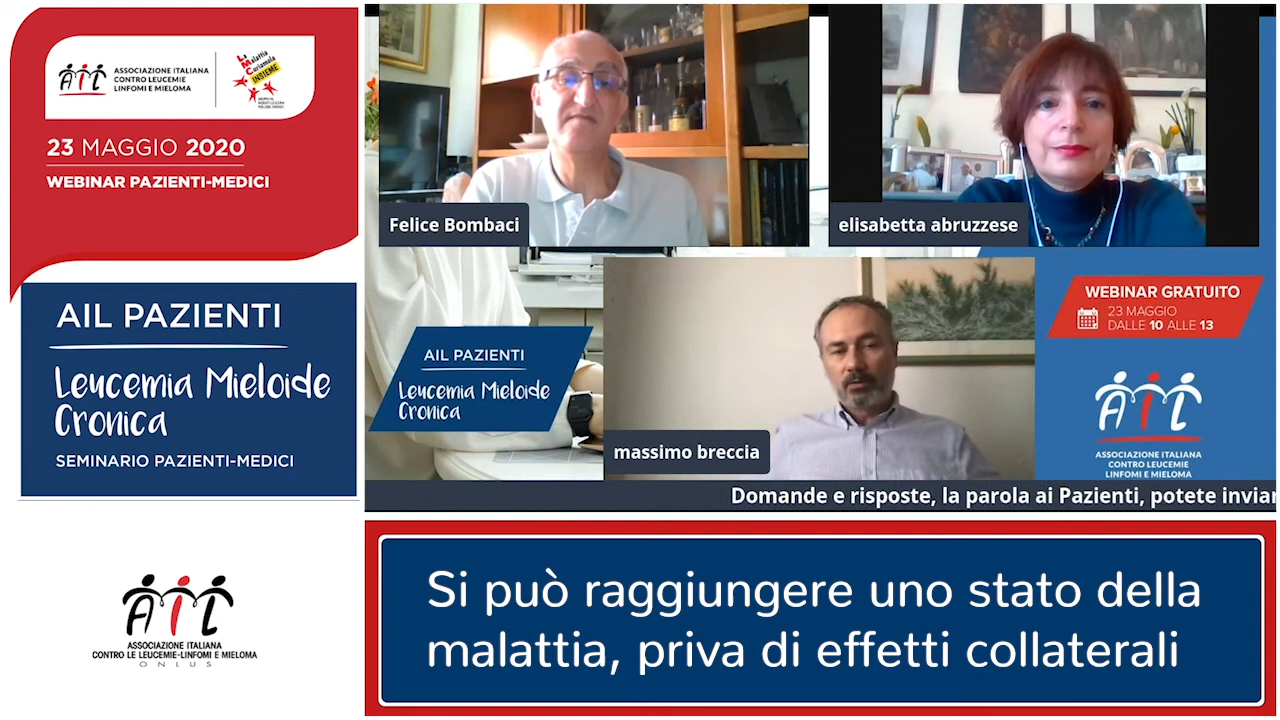 AIL
ASSOCIAZIONE ITALIANA
CONTRO LEUCEMIE
LINFOMI E MIELOMA
Malattia
Curiamola
INSIEME
23 MAGGIO 2020
WEBINAR PAZIENTI-MEDICI
AIL PAZIENTI
Leucemia Mieloide
Cronica
SEMINARIO PAZIENTI-MEDICI
AIL
ASSOCIAZIONE ITALIANA
CONTRO LE LEUCEMIE-LINFOMI E MIELOMA
ONLUS
Felice Bombaci
elisabetta abruzzese
AIL PAZIENTI
Leucemia Mieloide
Cronica
massimo breccia
WEBINAR GRATUITO
23 MAGGIO
DALLE 10 ALLE 13
AIL
ASSOCIAZIONE ITALIANA
CONTRO LEUCEMIE
LINFOMI E MIELOMA
Domande e risposte, la parola ai Pazienti, potete inviar
Si può raggiungere uno stato della
malattia, priva di effetti collaterali